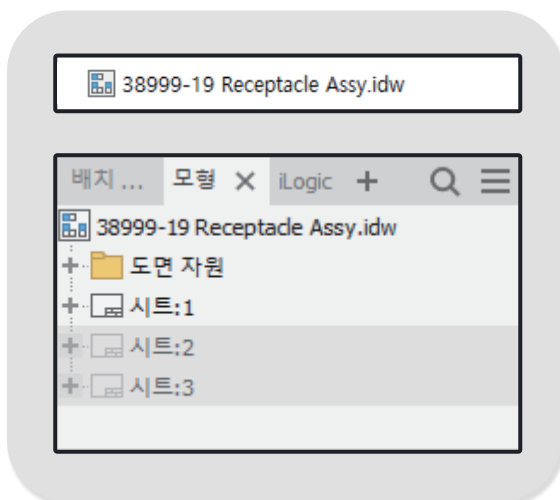 38999-19 Receptacle Assy.idw
배치 ... 모형 iLogic
38999-19 Receptacle Assy.idw
도면 자원
시트:1
시트:2
시트:3